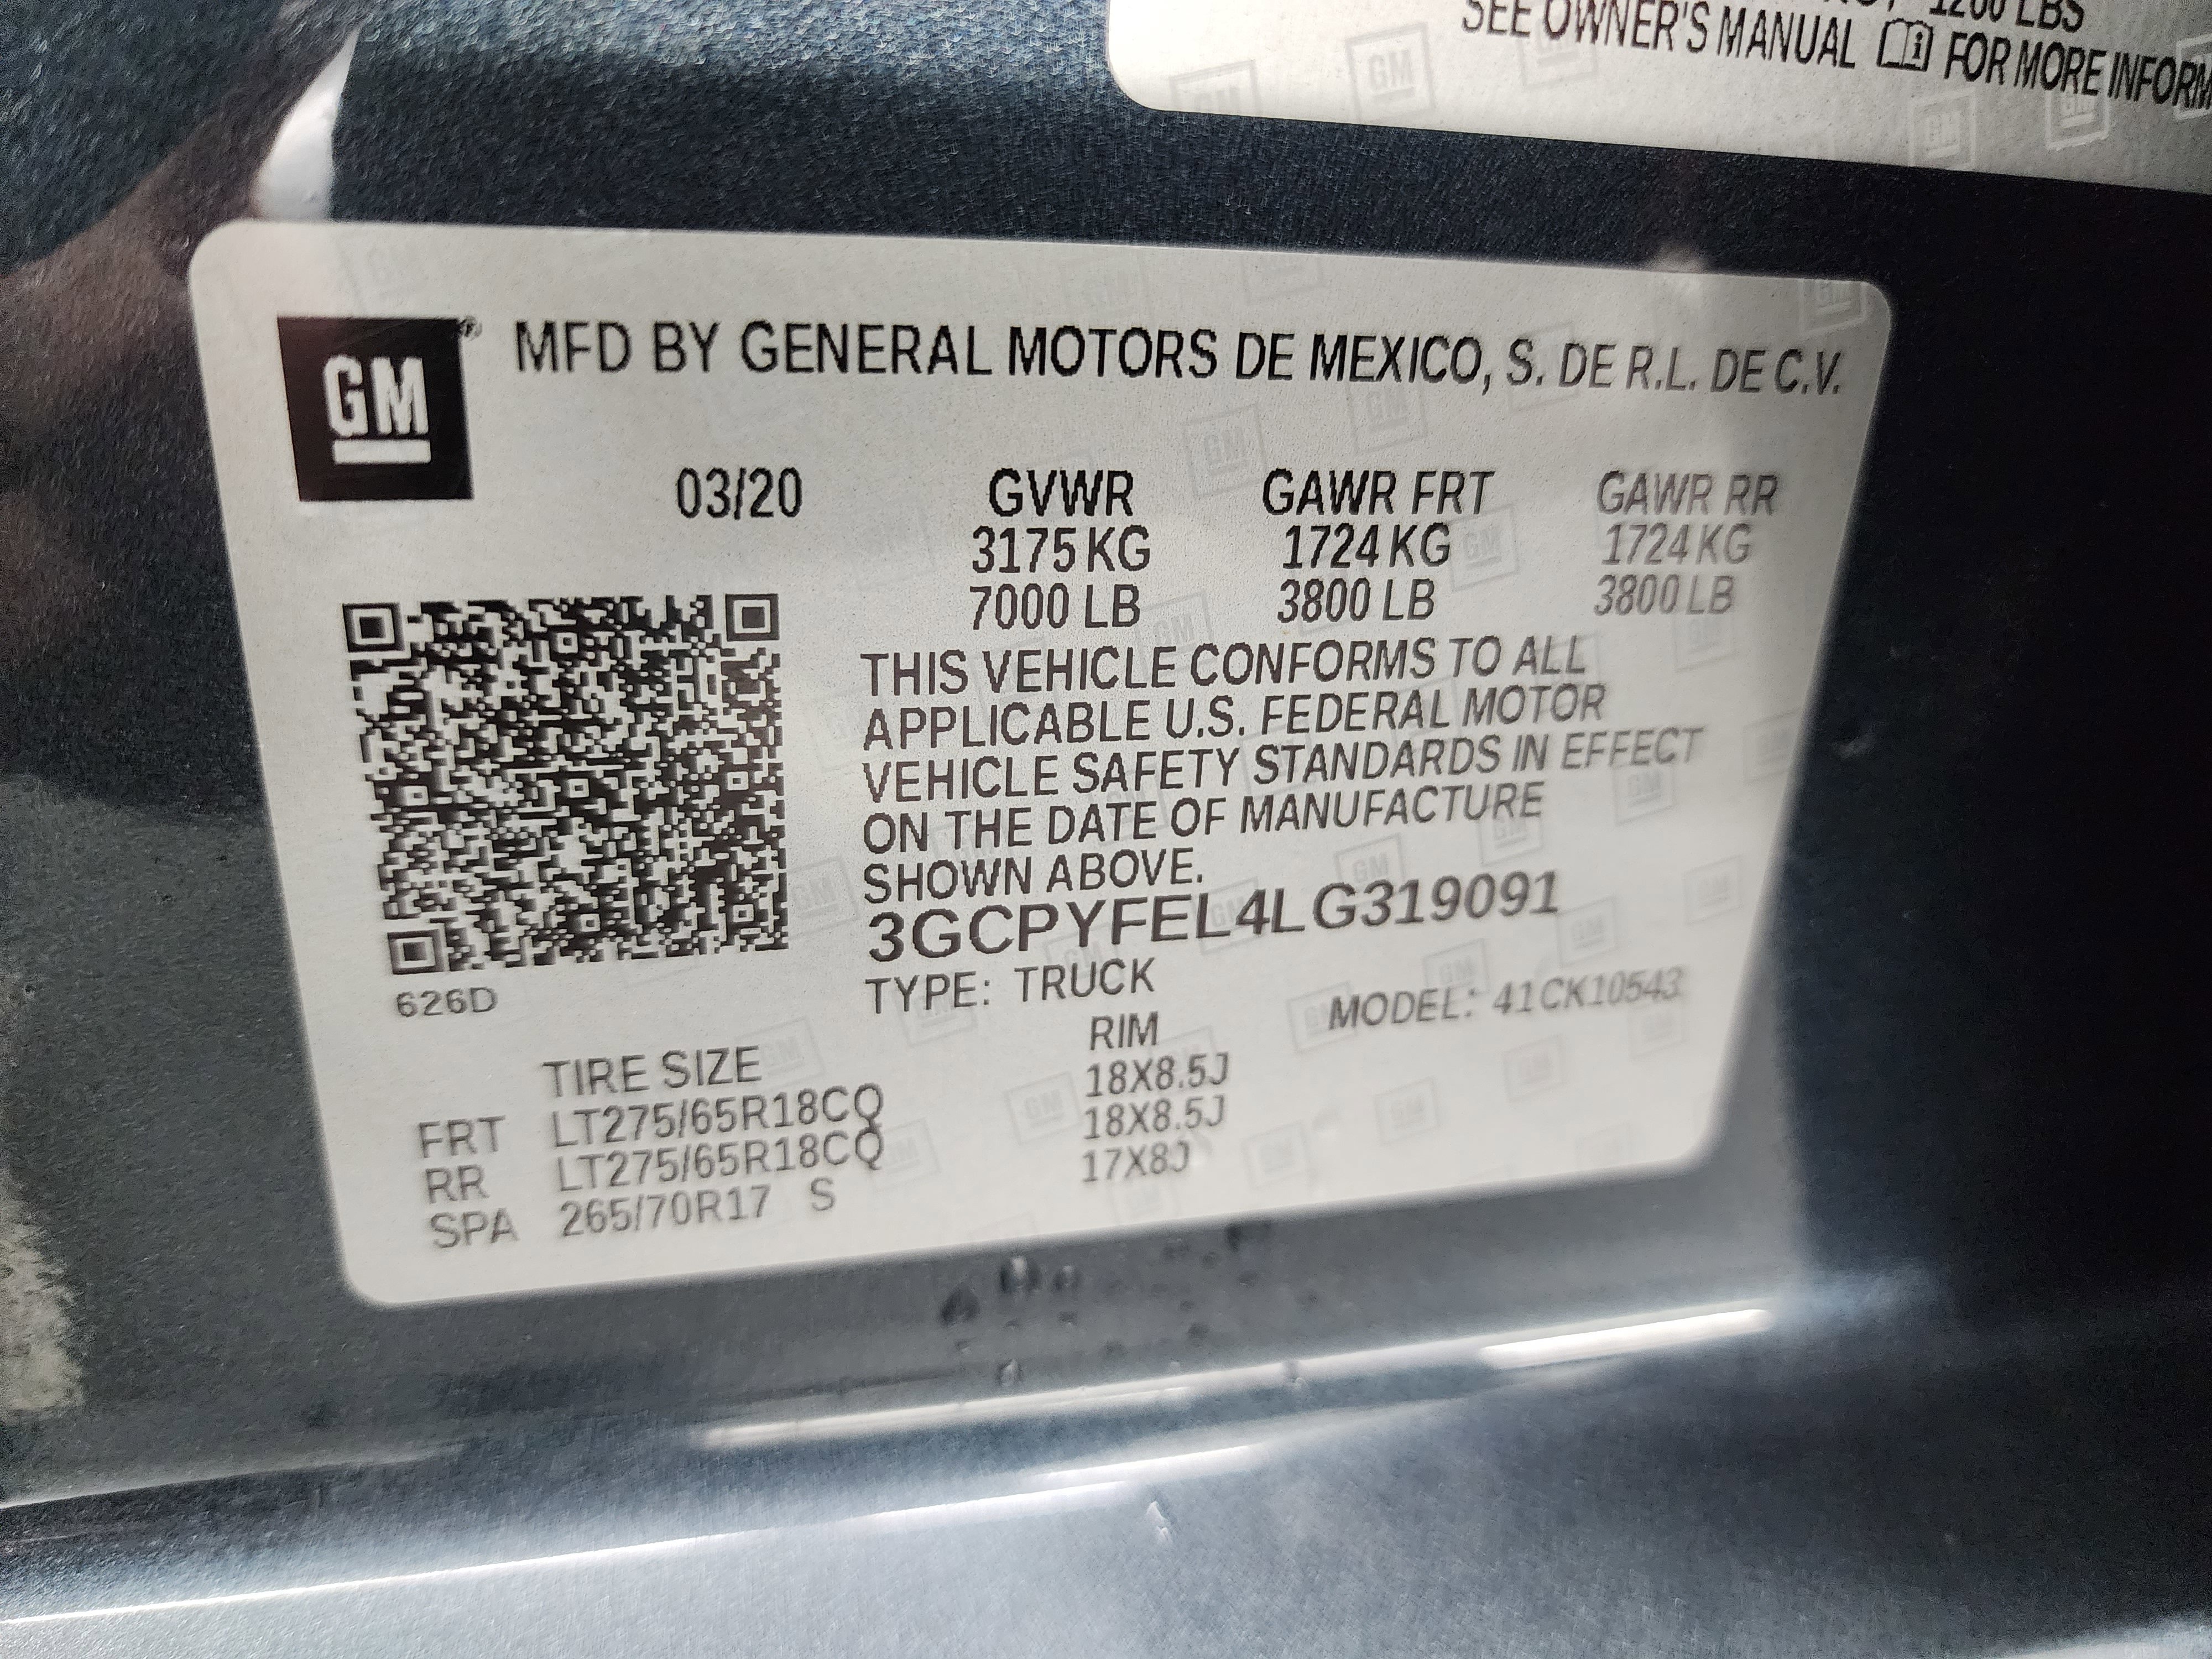 1200 LBS
SEE OWNER'S MANUAL FOR MORE
GM® MFD BY GENERAL MOTORS DE MEXICO, S. DE R.L. DE C.V.
03/20 GVWR GAWR FRT GAWR RR
3175 KG 1724 KG 1724 KG
7000 LB 3800 LB 3800 LB
THIS VEHICLE CONFORMS TO ALL
APPLICABLE U.S. FEDERAL MOTOR
VEHICLE SAFETY STANDARDS IN EFFECT
ON THE DATE OF MANUFACTURE
SHOWN ABOVE.
3GCPYFEL4LG319091
626D
TYPE: TRUCK MODEL: 41CK10543
TIRE SIZE RIM
FRT LT275/65R18CQ 18X8.5J
RR LT275/65R18CQ 18X8.5J
SPA 265/70R17 S 17X8J